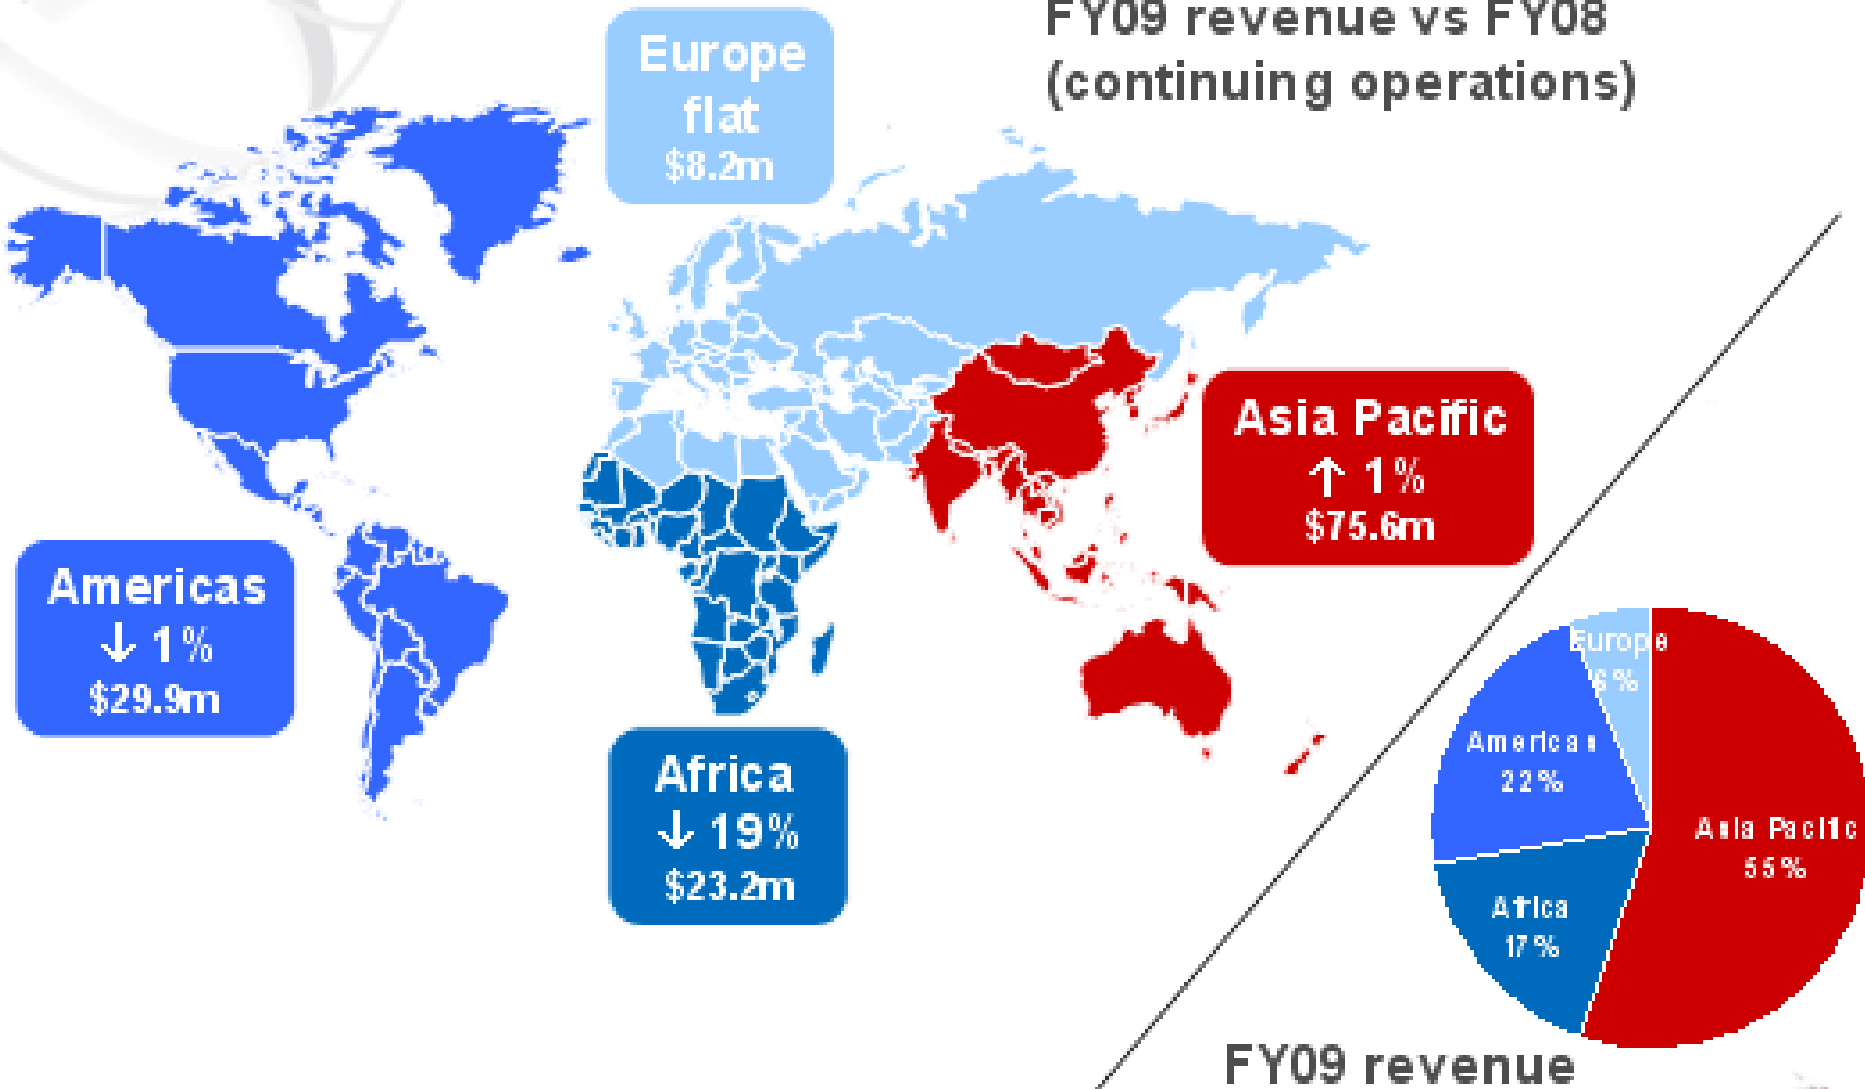 FY09 revenue vs FY08
(continuing operations)
Europe
flat
$8.2m
Asia Pacific
↑ 1%
$75.6m
Americas
↓ 1%
$29.9m
Africa
↓ 19%
$23.2m
Europe
6%
Americas
22%
Asia Pacific
55%
Africa
17%
FY09 revenue